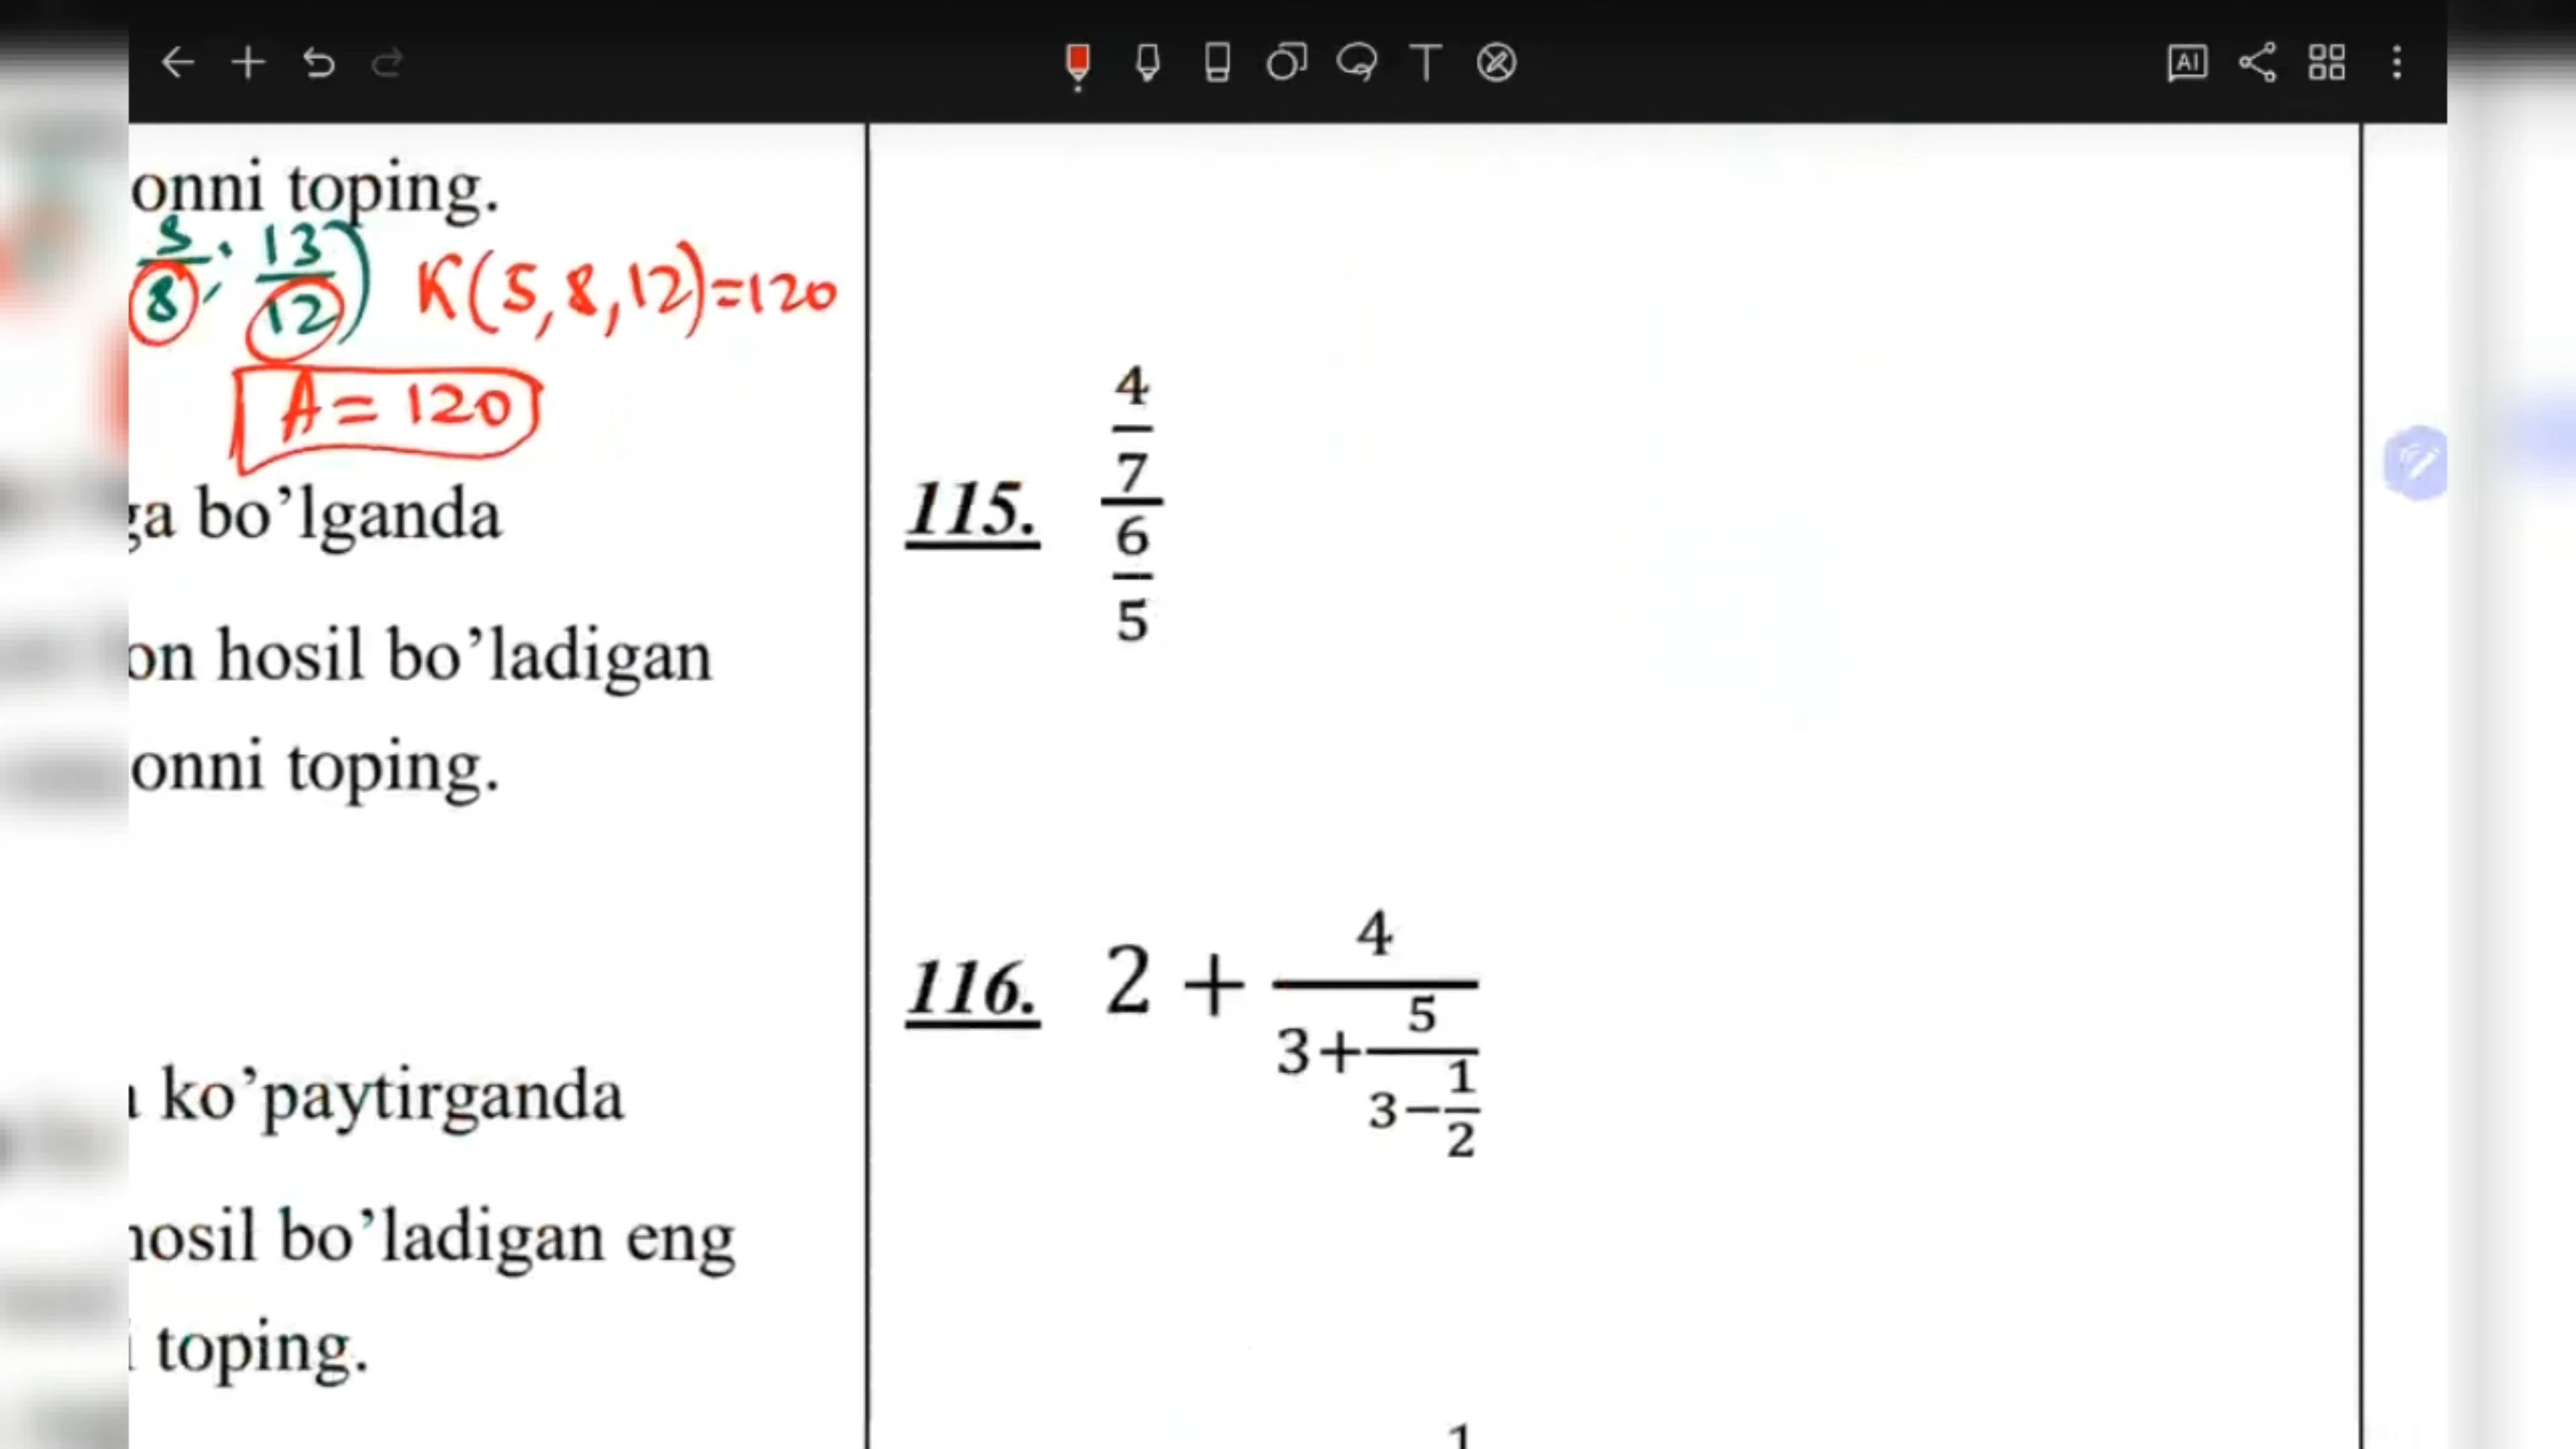 onni toping.
5/8; 13/12) K(5,8,12)=120
A=120
ga bo’lganda
on hosil bo’ladigan
onni toping.
ko’paytirganda
hosil bo’ladigan eng
toping.
AI
115. 4/7 / 6/5
116. 2 + 4/(3+5/(3−1/2))
1